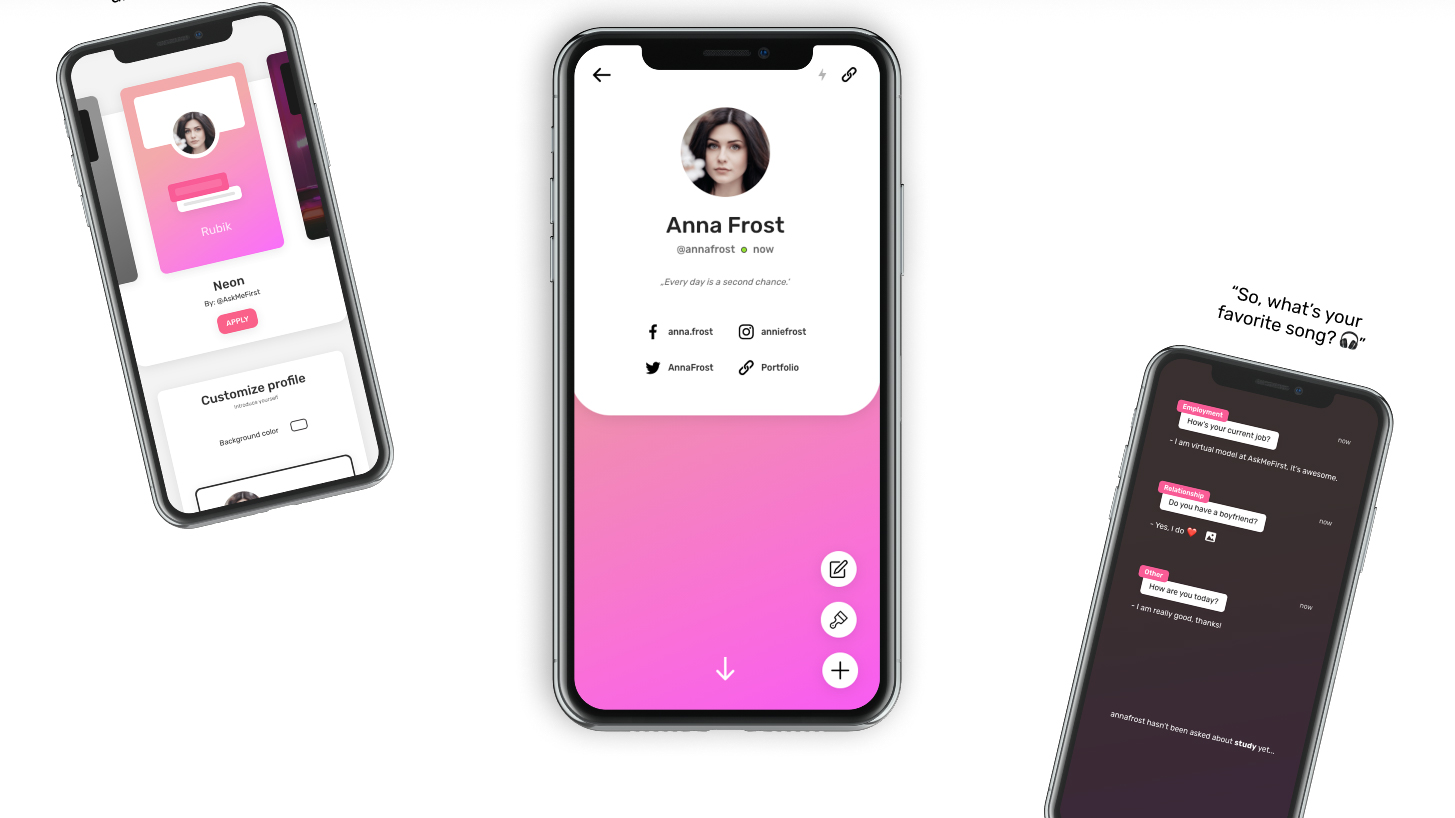 Rubik
Neon
By: @AskMeFirst
APPLY
Customize profile
Introduce yourself
Background color
Anna Frost
@annafrost now
„Every day is a second chance.‘
anna.frost
anniefrost
AnnaFrost
Portfolio
“So, what’s your
favorite song? 🎧”
Employment
How's your current job?
now
- I am virtual model at AskMeFirst, it's awesome.
Relationship
Do you have a boyfriend?
now
- Yes, I do ❤️
Other
How are you today?
now
- I am really good, thanks!
annafrost hasn't been asked about study yet...